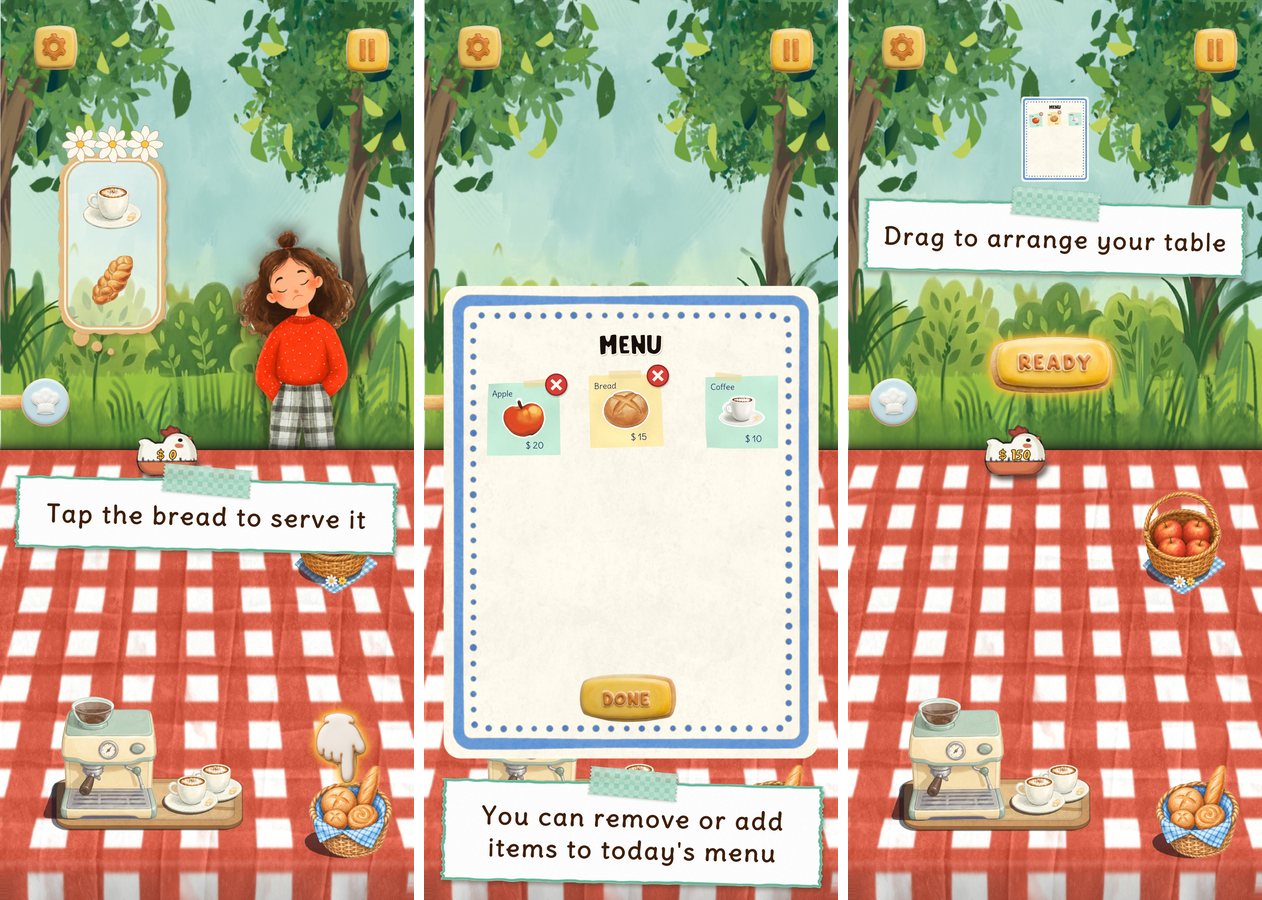 $ 0
Tap the bread to serve it
MENU
Apple
$ 20
Bread
$ 15
Coffee
$ 10
DONE
You can remove or add
items to today's menu
MENU
Drag to arrange your table
READY
$ 150